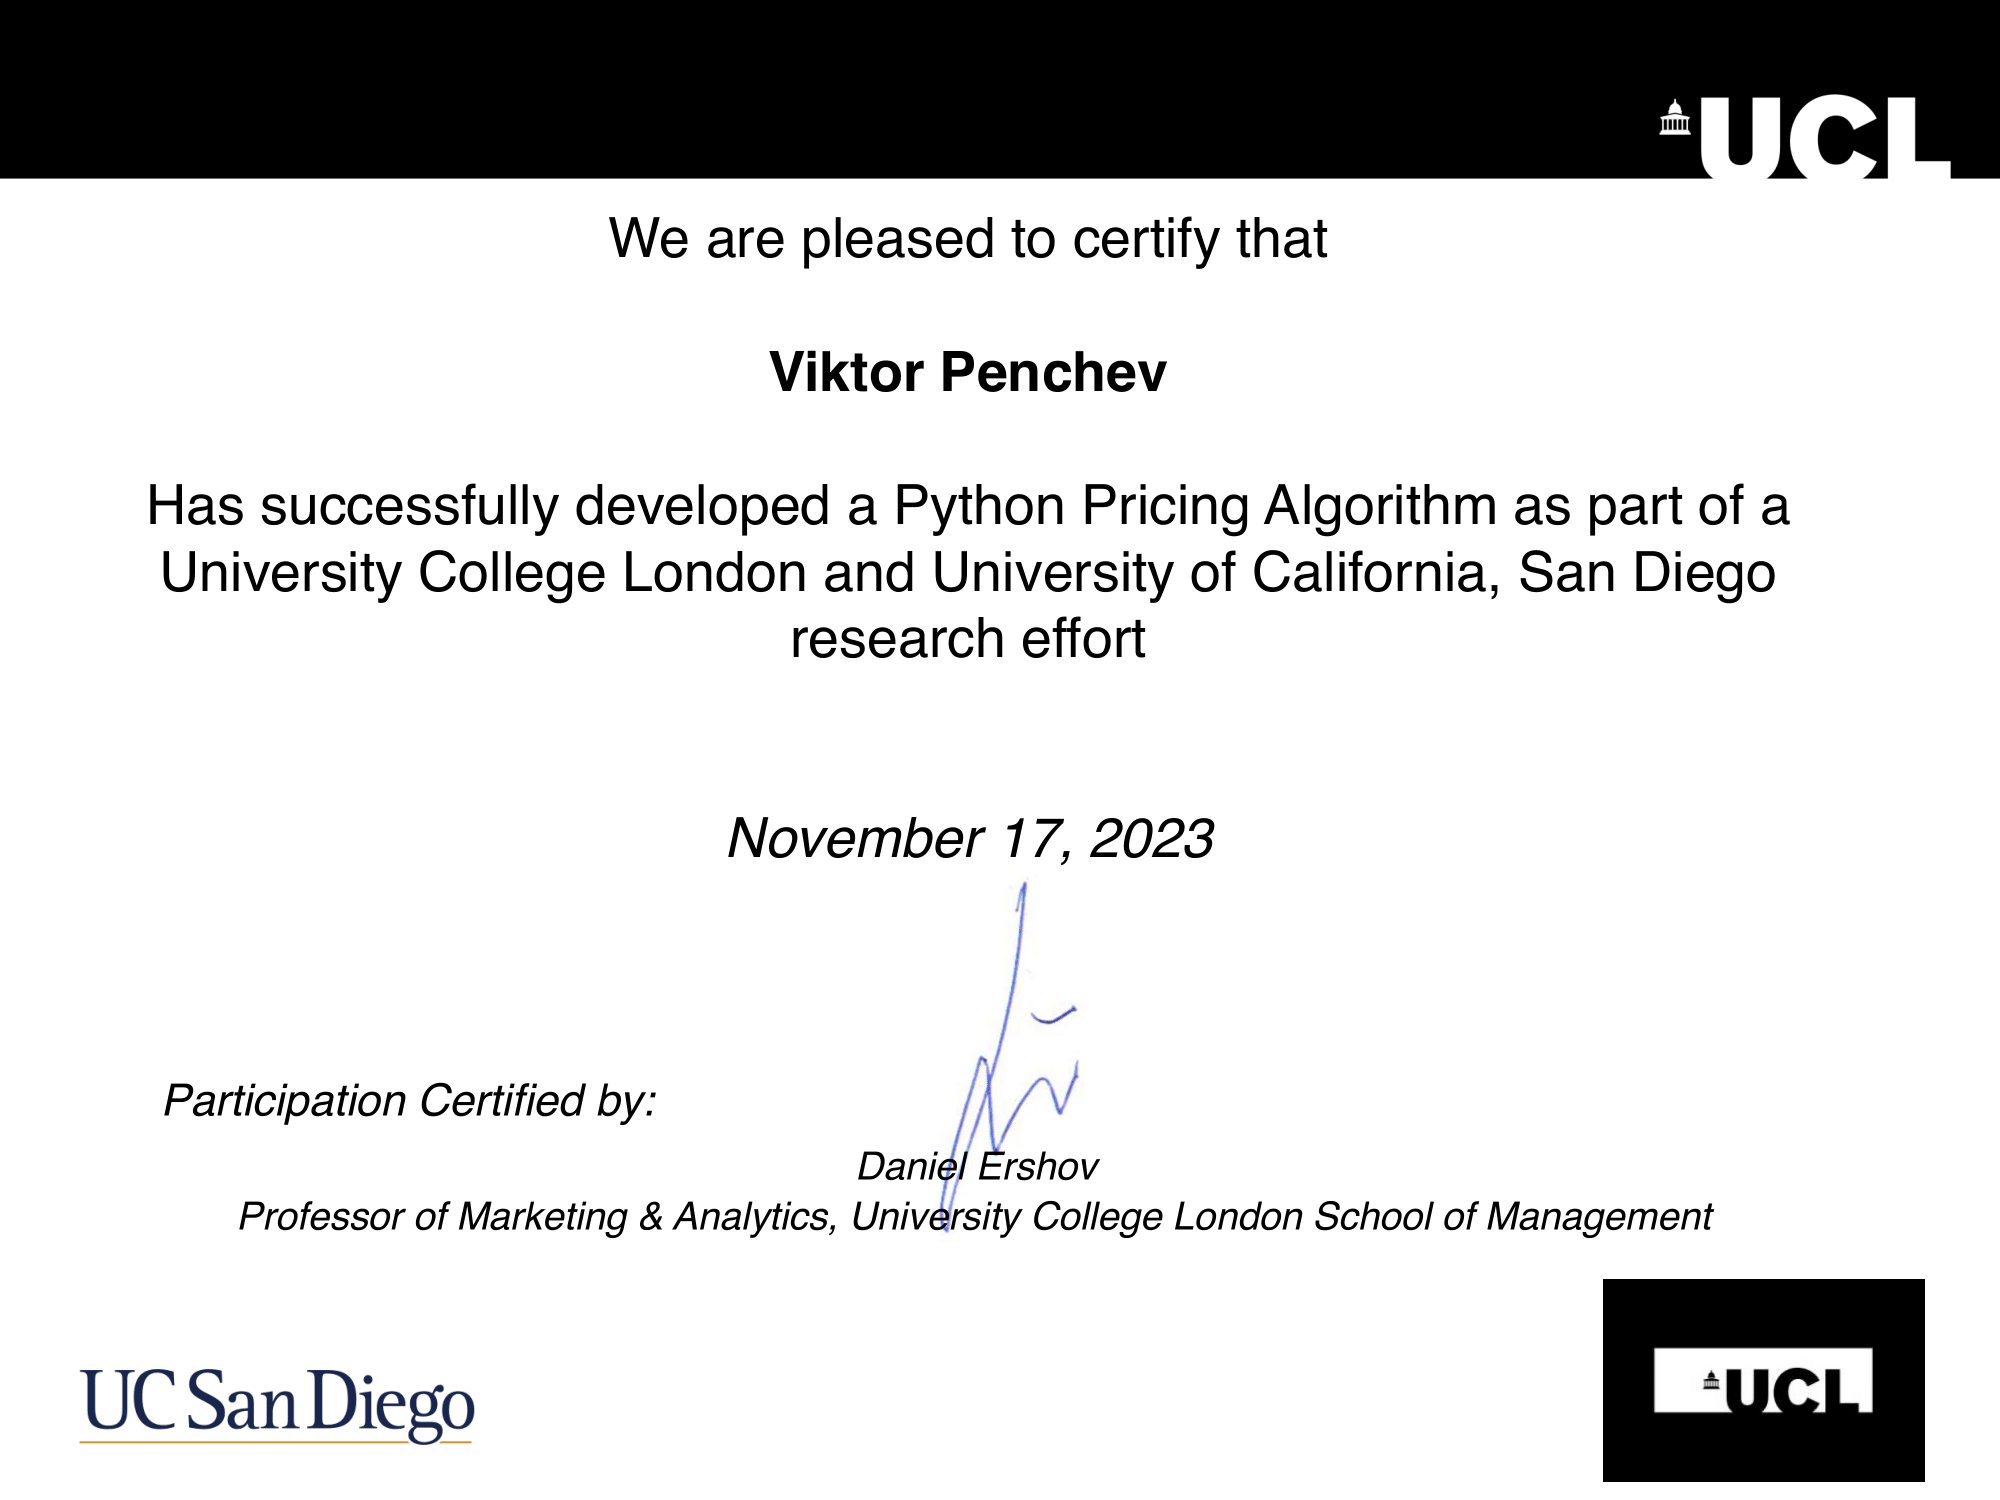 UCL
We are pleased to certify that
Viktor Penchev
Has successfully developed a Python Pricing Algorithm as part of a
University College London and University of California, San Diego
research effort
November 17, 2023
Participation Certified by:
Daniel Ershov
Professor of Marketing & Analytics, University College London School of Management
UC San Diego
UCL